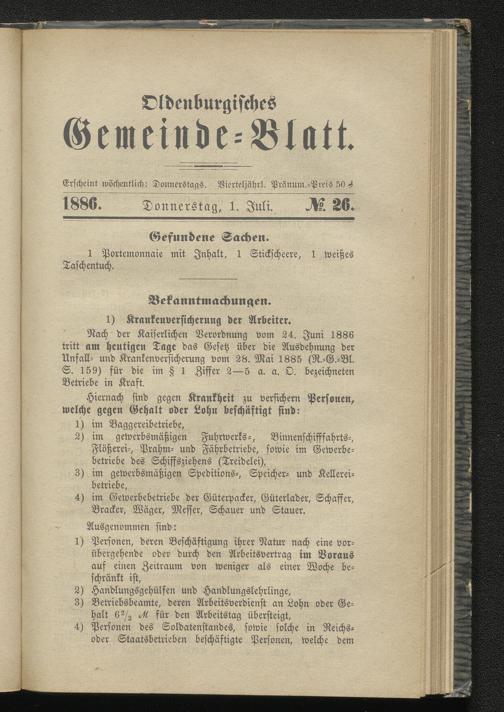 Oldenburgisches
Gemeinde-Blatt.
Erscheint wöchentlich: Donnerstags. Vierteljährl. Pränum.-Preis 50 ₰
1886. Donnerstag, 1. Juli. № 26.
Gefundene Sachen.
1 Portemonnaie mit Inhalt, 1 Stickscheere, 1 weißes
Taschentuch.
Bekanntmachungen.
1) Krankenversicherung der Arbeiter.
Nach der Kaiserlichen Verordnung vom 24. Juni 1886
tritt am heutigen Tage das Gesetz über die Ausdehnung der
Unfall- und Krankenversicherung vom 28. Mai 1885 (R.-G.-Bl.
S. 159) für die im § 1 Ziffer 2—5 a. a. O. bezeichneten
Betriebe in Kraft.
Hiernach sind gegen Krankheit zu versichern Personen,
welche gegen Gehalt oder Lohn beschäftigt sind:
1) im Baggereibetriebe,
2) im gewerbsmäßigen Fuhrwerks-, Binnenschifffahrts-,
Flößerei-, Prahm- und Fährbetriebe, sowie im Gewerbe-
betriebe des Schiffsziehens (Treidelei),
3) im gewerbsmäßigen Speditions-, Speicher- und Kellerei-
betriebe,
4) im Gewerbebetriebe der Güterpacker, Güterlader, Schaffer,
Bracker, Wäger, Messer, Schauer und Stauer.
Ausgenommen sind:
1) Personen, deren Beschäftigung ihrer Natur nach eine vor-
übergehende oder durch den Arbeitsvertrag im Voraus
auf einen Zeitraum von weniger als einer Woche be-
schränkt ist,
2) Handlungsgehülfen und Handlungslehrlinge,
3) Betriebsbeamte, deren Arbeitsverdienst an Lohn oder Ge-
halt 6²/₃ ℳ für den Arbeitstag übersteigt,
4) Personen des Soldatenstandes, sowie solche in Reichs-
oder Staatsbetrieben beschäftigte Personen, welche dem